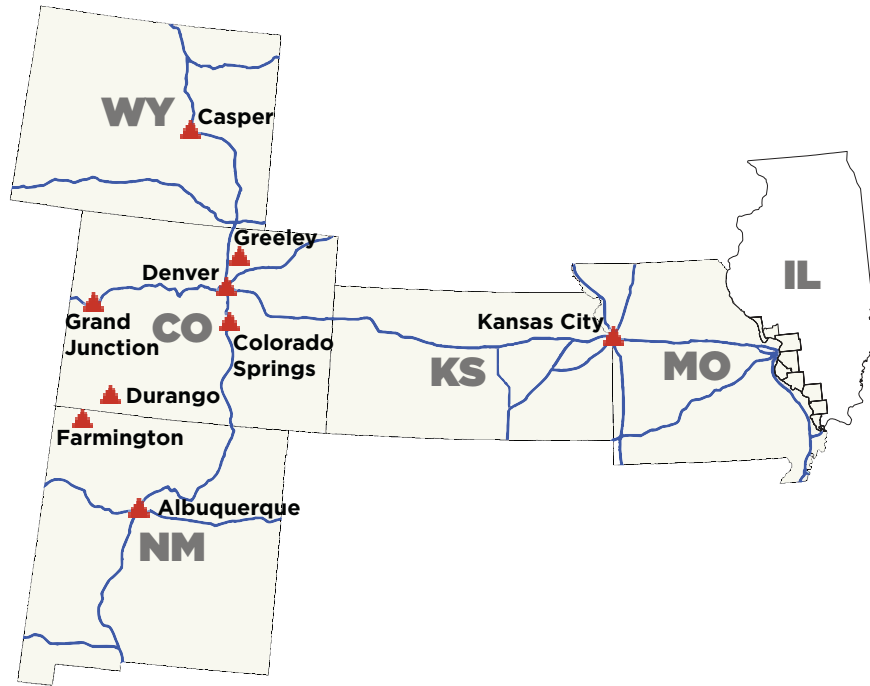 WY
Casper
Greeley
Denver
IL
Grand
Junction
CO
Colorado
Springs
Kansas City
KS
MO
Durango
Farmington
Albuquerque
NM